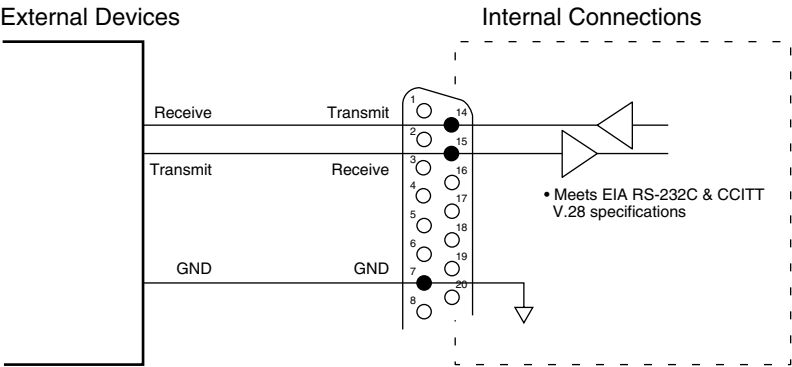 External Devices
Internal Connections
1
14
Receive
Transmit
2
15
Transmit
Receive
3
16
4
17
• Meets EIA RS-232C & CCITT
V.28 specifications
5
18
6
19
GND
GND
7
20
8